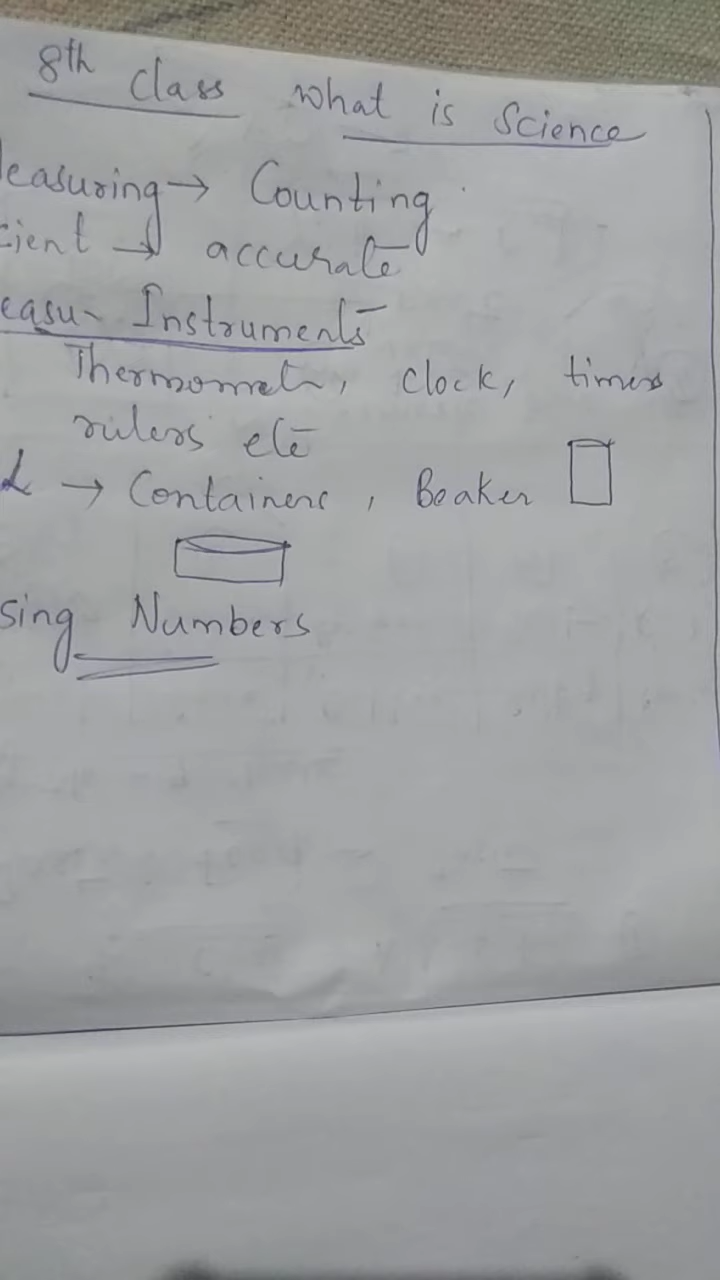 8th class what is Science
easuring → Counting
cient → accurate
easu- Instruments
Thermomet, clock, timers
rulers etc
L → Containers, Beaker
sing Numbers